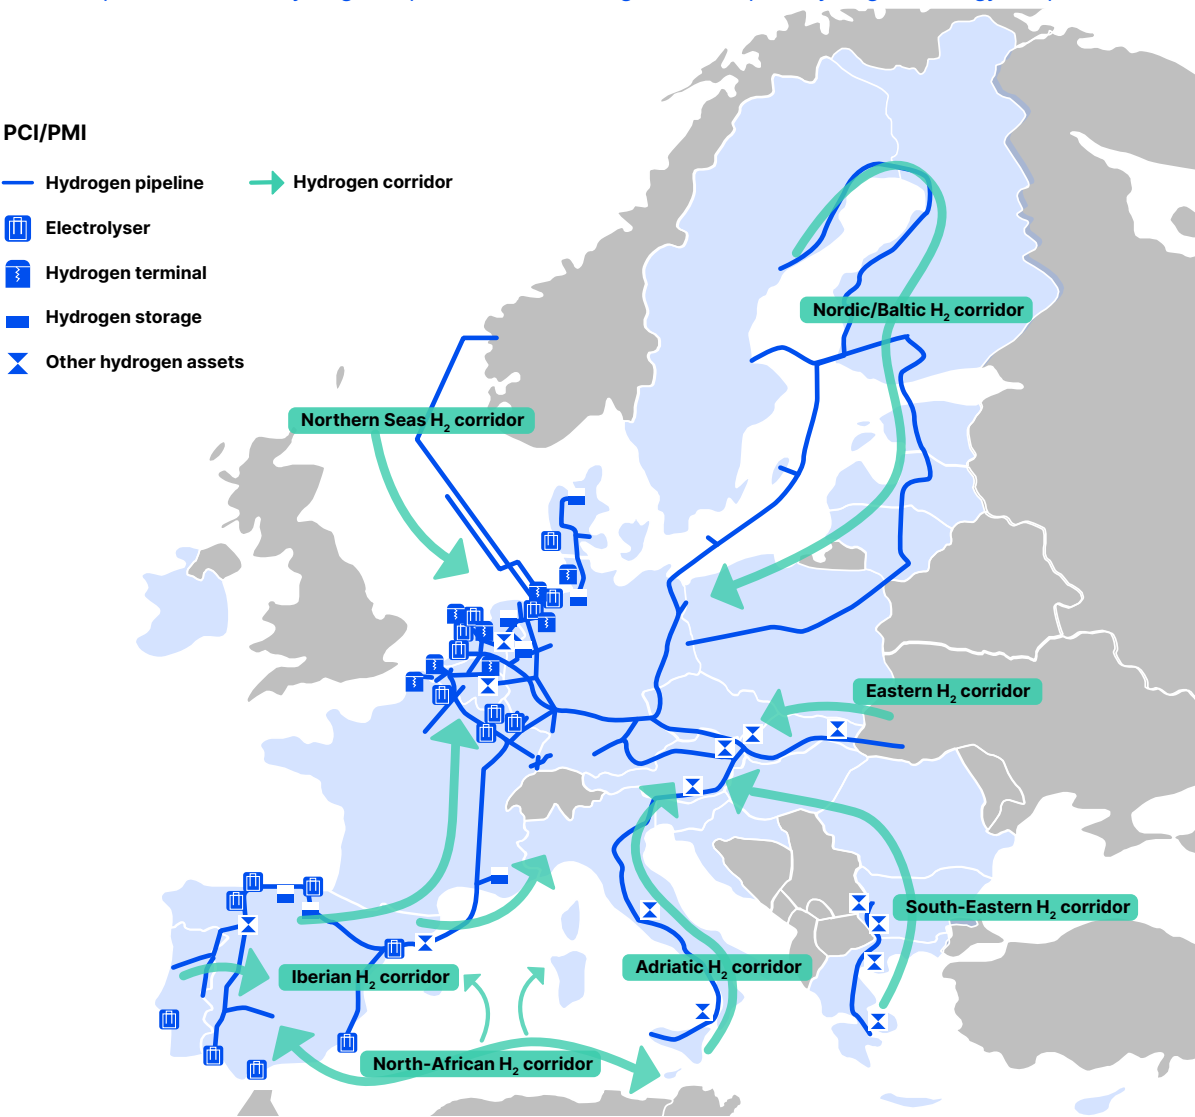 PCI/PMI
Hydrogen pipeline
Hydrogen corridor
Electrolyser
Hydrogen terminal
Hydrogen storage
Other hydrogen assets
Nordic/Baltic H₂ corridor
Northern Seas H₂ corridor
Eastern H₂ corridor
South-Eastern H₂ corridor
Adriatic H₂ corridor
Iberian H₂ corridor
North-African H₂ corridor